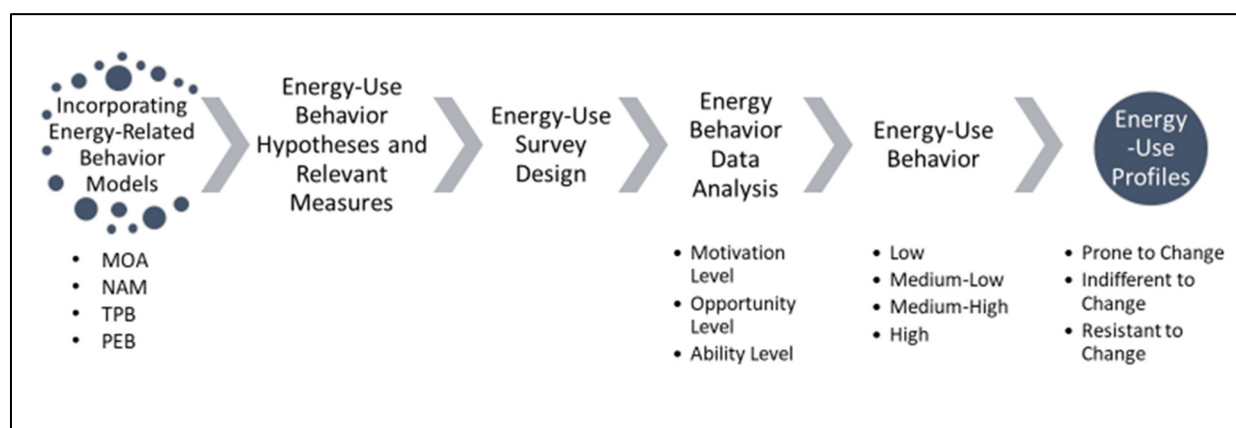 Incorporating
Energy-Related
Behavior
Models
• MOA
• NAM
• TPB
• PEB
Energy-Use
Behavior
Hypotheses and
Relevant
Measures
Energy-Use
Survey
Design
Energy
Behavior
Data
Analysis
• Motivation
Level
• Opportunity
Level
• Ability Level
Energy-Use
Behavior
• Low
• Medium-Low
• Medium-High
• High
Energy
-Use
Profiles
• Prone to Change
• Indifferent to
Change
• Resistant to
Change